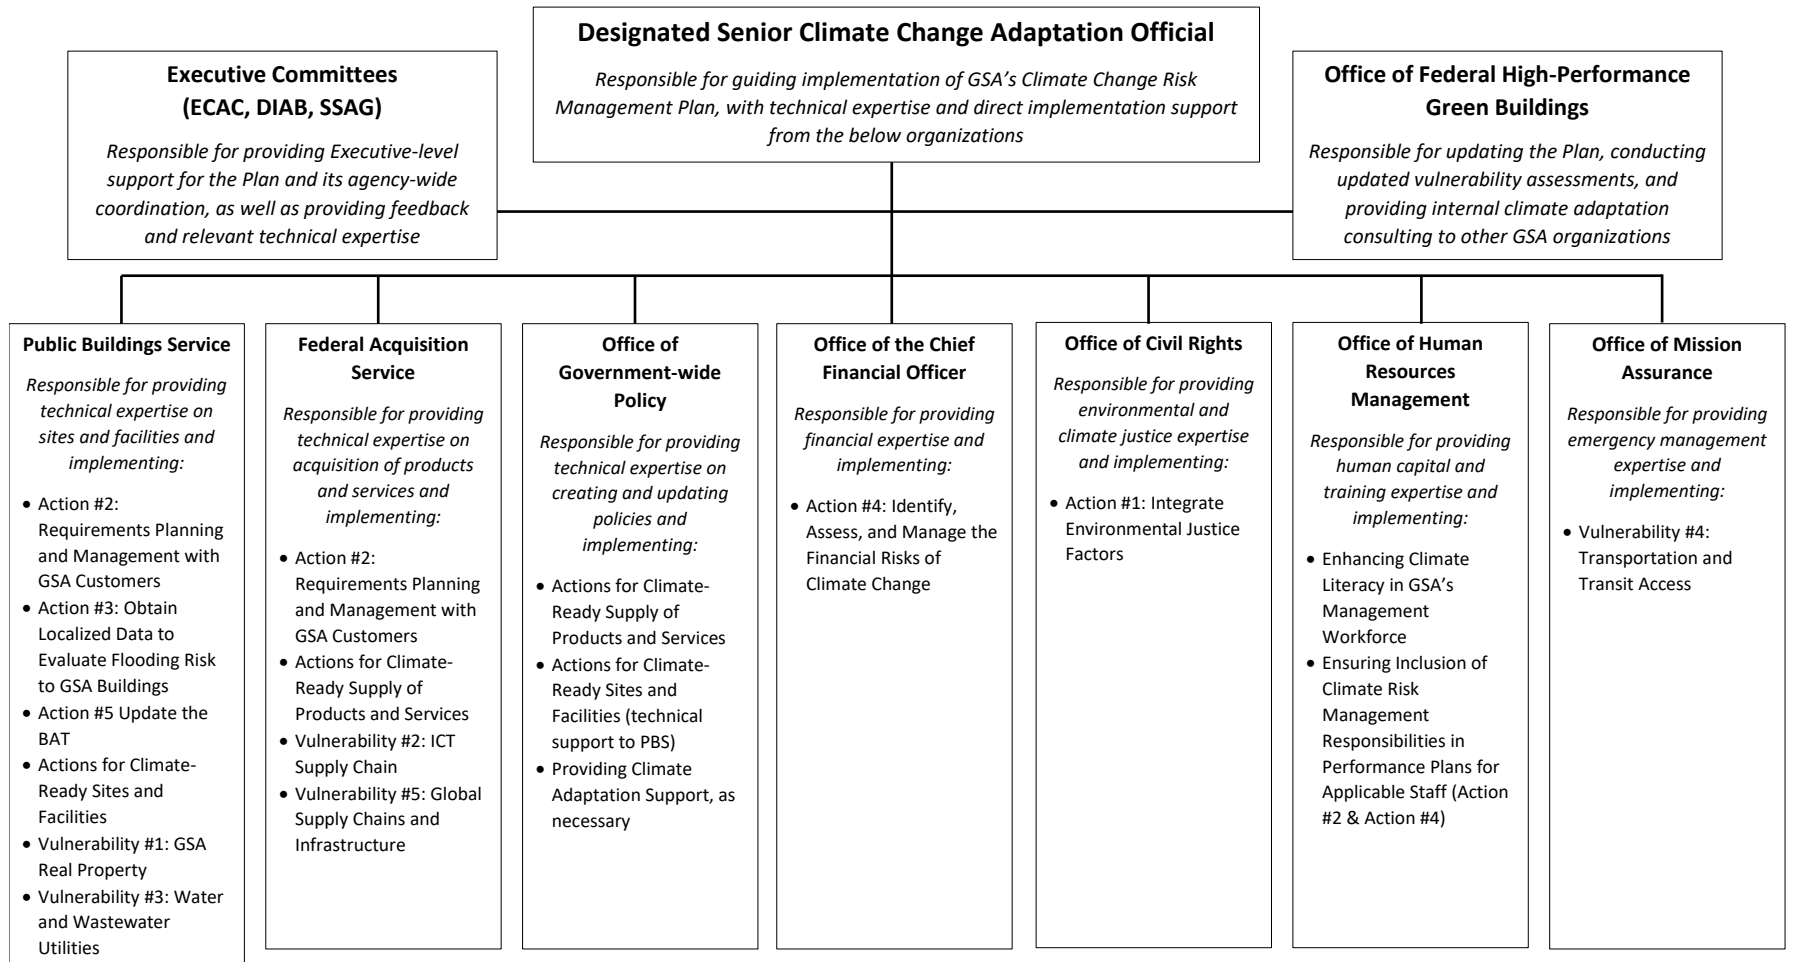 Designated Senior Climate Change Adaptation Official
Responsible for guiding implementation of GSA’s Climate Change Risk
Management Plan, with technical expertise and direct implementation support
from the below organizations
Executive Committees
(ECAC, DIAB, SSAG)
Responsible for providing Executive-level
support for the Plan and its agency-wide
coordination, as well as providing feedback
and relevant technical expertise
Office of Federal High-Performance
Green Buildings
Responsible for updating the Plan, conducting
updated vulnerability assessments, and
providing internal climate adaptation
consulting to other GSA organizations
Public Buildings Service
Responsible for providing
technical expertise on
sites and facilities and
implementing:
• Action #2:
Requirements Planning
and Management with
GSA Customers
• Action #3: Obtain
Localized Data to
Evaluate Flooding Risk
to GSA Buildings
• Action #5 Update the
BAT
• Actions for Climate-
Ready Sites and
Facilities
• Vulnerability #1: GSA
Real Property
• Vulnerability #3: Water
and Wastewater
Utilities
Federal Acquisition
Service
Responsible for providing
technical expertise on
acquisition of products
and services and
implementing:
• Action #2:
Requirements Planning
and Management with
GSA Customers
• Actions for Climate-
Ready Supply of
Products and Services
• Vulnerability #2: ICT
Supply Chain
• Vulnerability #5: Global
Supply Chains and
Infrastructure
Office of
Government-wide
Policy
Responsible for providing
technical expertise on
creating and updating
policies and
implementing:
• Actions for Climate-
Ready Supply of
Products and Services
• Actions for Climate-
Ready Sites and
Facilities (technical
support to PBS)
• Providing Climate
Adaptation Support, as
necessary
Office of the Chief
Financial Officer
Responsible for providing
financial expertise and
implementing:
• Action #4: Identify,
Assess, and Manage the
Financial Risks of
Climate Change
Office of Civil Rights
Responsible for providing
environmental and
climate justice expertise
and implementing:
• Action #1: Integrate
Environmental Justice
Factors
Office of Human
Resources
Management
Responsible for providing
human capital and
training expertise and
implementing:
• Enhancing Climate
Literacy in GSA’s
Management
Workforce
• Ensuring Inclusion of
Climate Risk
Management
Responsibilities in
Performance Plans for
Applicable Staff (Action
#2 & Action #4)
Office of Mission
Assurance
Responsible for providing
emergency management
expertise and
implementing:
• Vulnerability #4:
Transportation and
Transit Access